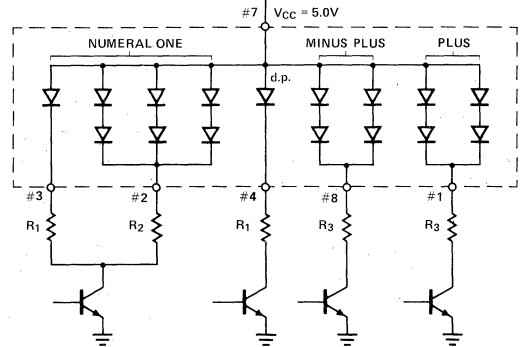 #7 VCC = 5.0V
NUMERAL ONE MINUS PLUS PLUS
d.p.
#3 #2 #4 #8 #1
R1 R2 R1 R3 R3